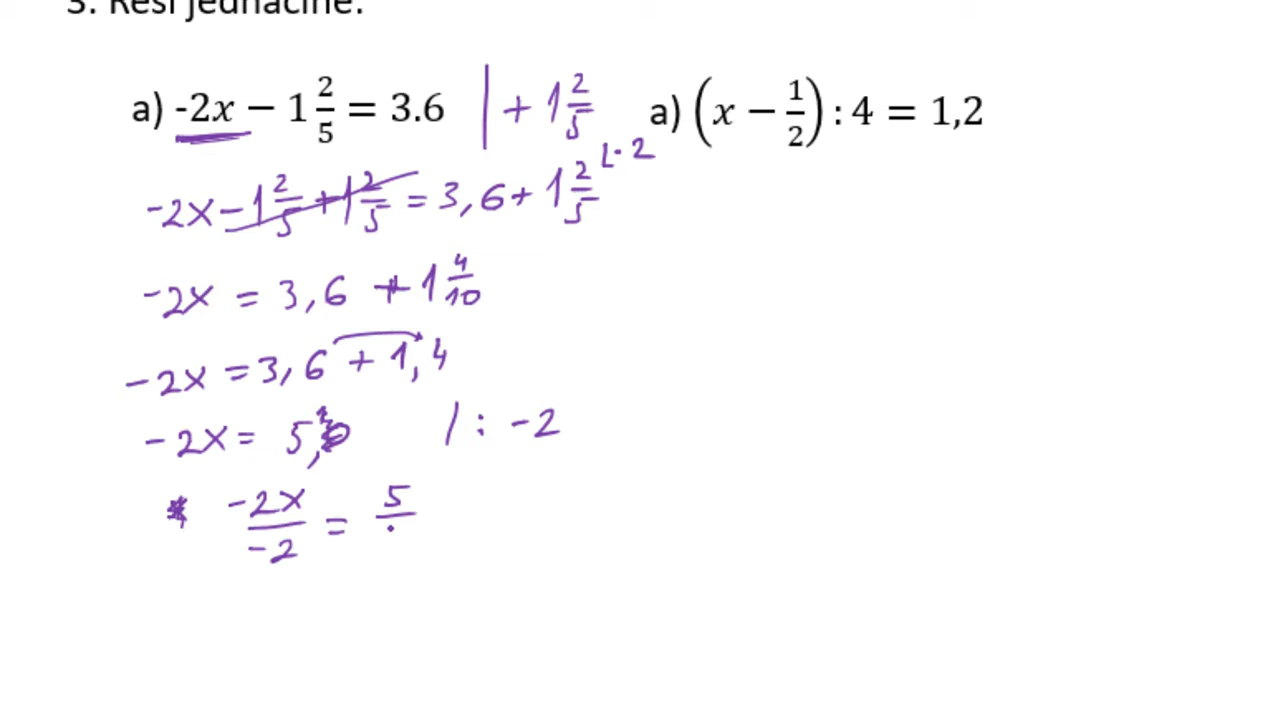 3. Reši jednačine:
a) -2x − 1 2/5 = 3.6 | + 1 2/5
a) (x − 1/2) : 4 = 1,2
-2x - 1 2/5 + 1 2/5 = 3,6 + 1 2/5 L· 2
-2x = 3,6 + 1 4/10
-2x = 3,6 + 1,4
-2x = 5, / : -2
-2x/-2 = 5/